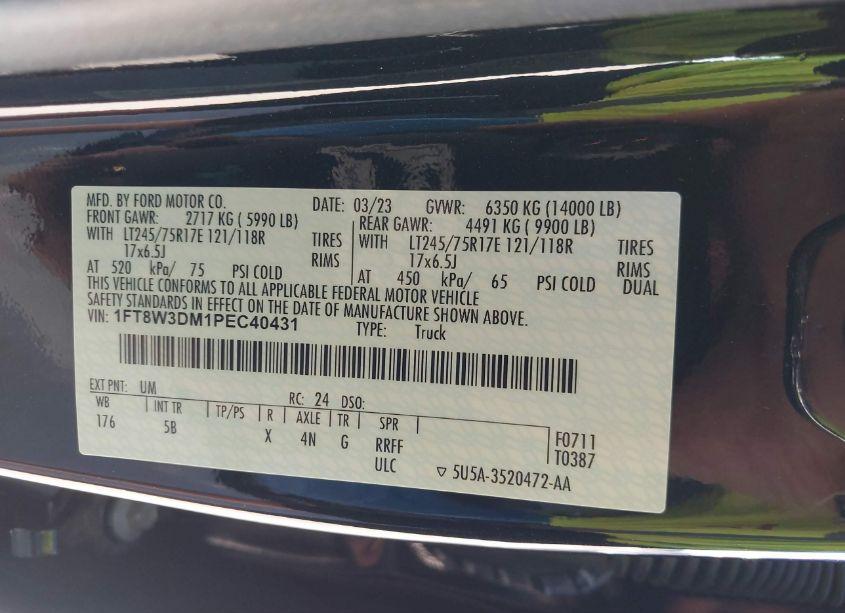 MFD. BY FORD MOTOR CO. DATE: 03/23 GVWR: 6350 KG (14000 LB)
FRONT GAWR: 2717 KG ( 5990 LB) REAR GAWR: 4491 KG ( 9900 LB)
WITH LT245/75R17E 121/118R TIRES WITH LT245/75R17E 121/118R TIRES
17x6.5J RIMS 17x6.5J RIMS
AT 520 kPa/ 75 PSI COLD AT 450 kPa/ 65 PSI COLD DUAL
THIS VEHICLE CONFORMS TO ALL APPLICABLE FEDERAL MOTOR VEHICLE
SAFETY STANDARDS IN EFFECT ON THE DATE OF MANUFACTURE SHOWN ABOVE.
VIN: 1FT8W3DM1PEC40431 TYPE: Truck
EXT PNT: UM RC: 24 DSO:
WB INT TR TP/PS R AXLE TR SPR
176 5B X 4N G RRFF F0711
ULC T0387
5U5A-3520472-AA